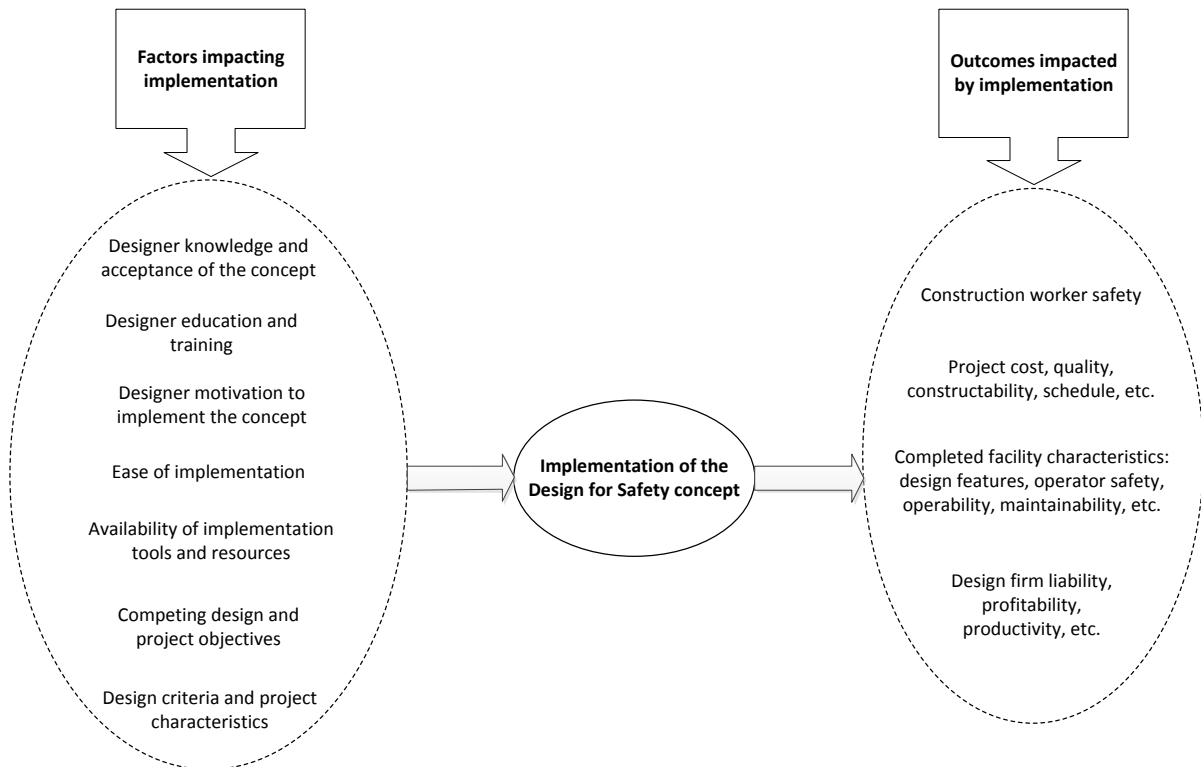 Factors impacting
implementation
Designer knowledge and
acceptance of the concept
Designer education and
training
Designer motivation to
implement the concept
Ease of implementation
Availability of implementation
tools and resources
Competing design and
project objectives
Design criteria and project
characteristics
Implementation of the
Design for Safety concept
Outcomes impacted
by implementation
Construction worker safety
Project cost, quality,
constructability, schedule, etc.
Completed facility characteristics:
design features, operator safety,
operability, maintainability, etc.
Design firm liability,
profitability,
productivity, etc.